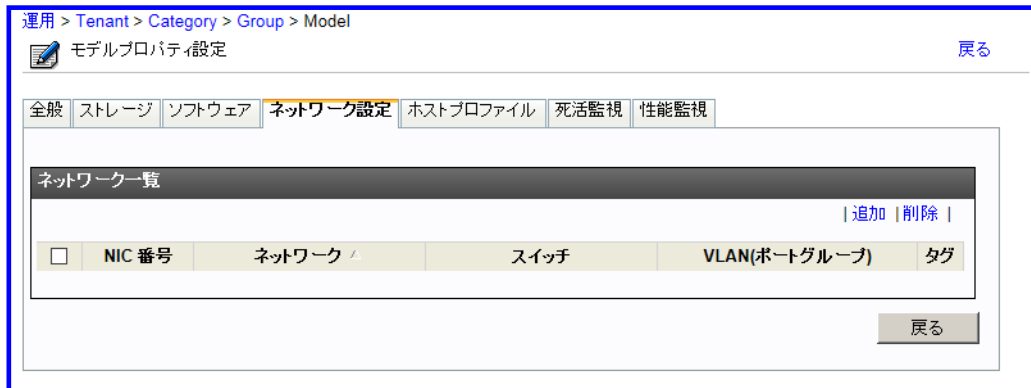 運用 > Tenant > Category > Group > Model
モデルプロパティ設定 戻る
全般 ストレージ ソフトウェア ネットワーク設定 ホストプロファイル 死活監視 性能監視
ネットワーク一覧
| 追加 | 削除 |
NIC 番号 ネットワーク スイッチ VLAN(ポートグループ) タグ
戻る